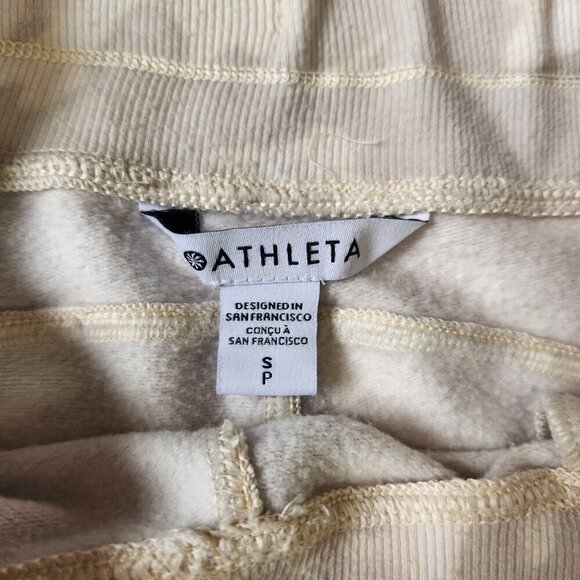 ATHLETA
DESIGNED IN
SAN FRANCISCO
CONÇU À
SAN FRANCISCO
S
P